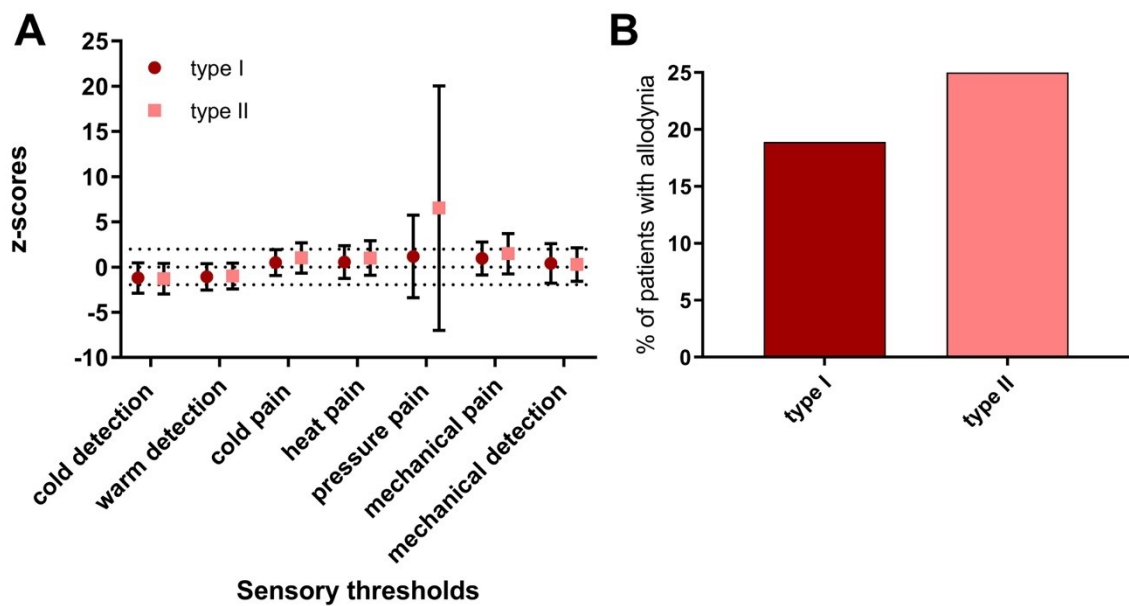 A
z-scores
25
20
15
10
5
0
-5
-10
type I
type II
cold detection
warm detection
cold pain
heat pain
pressure pain
mechanical pain
mechanical detection
Sensory thresholds
B
% of patients with allodynia
25
20
15
10
5
0
type I
type II